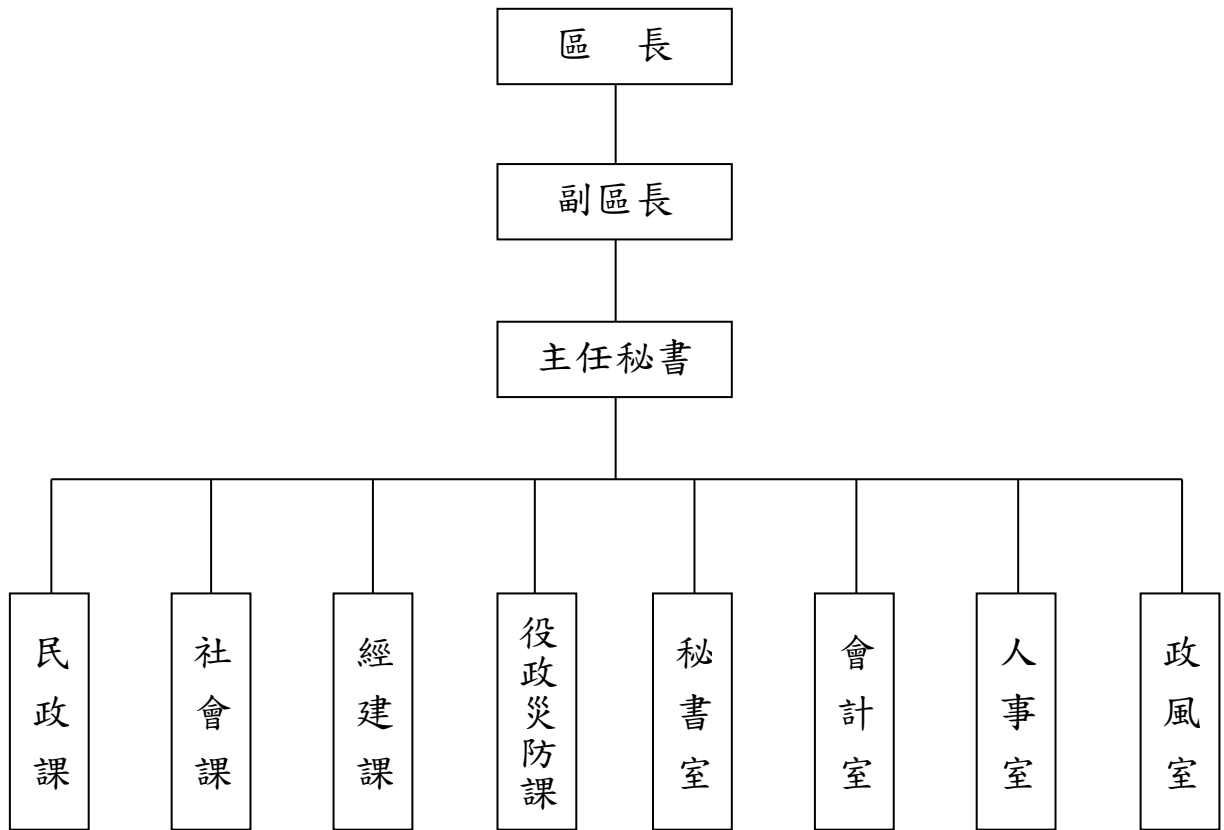 區 長
副區長
主任秘書
民政課
社會課
經建課
役政災防課
秘書室
會計室
人事室
政風室